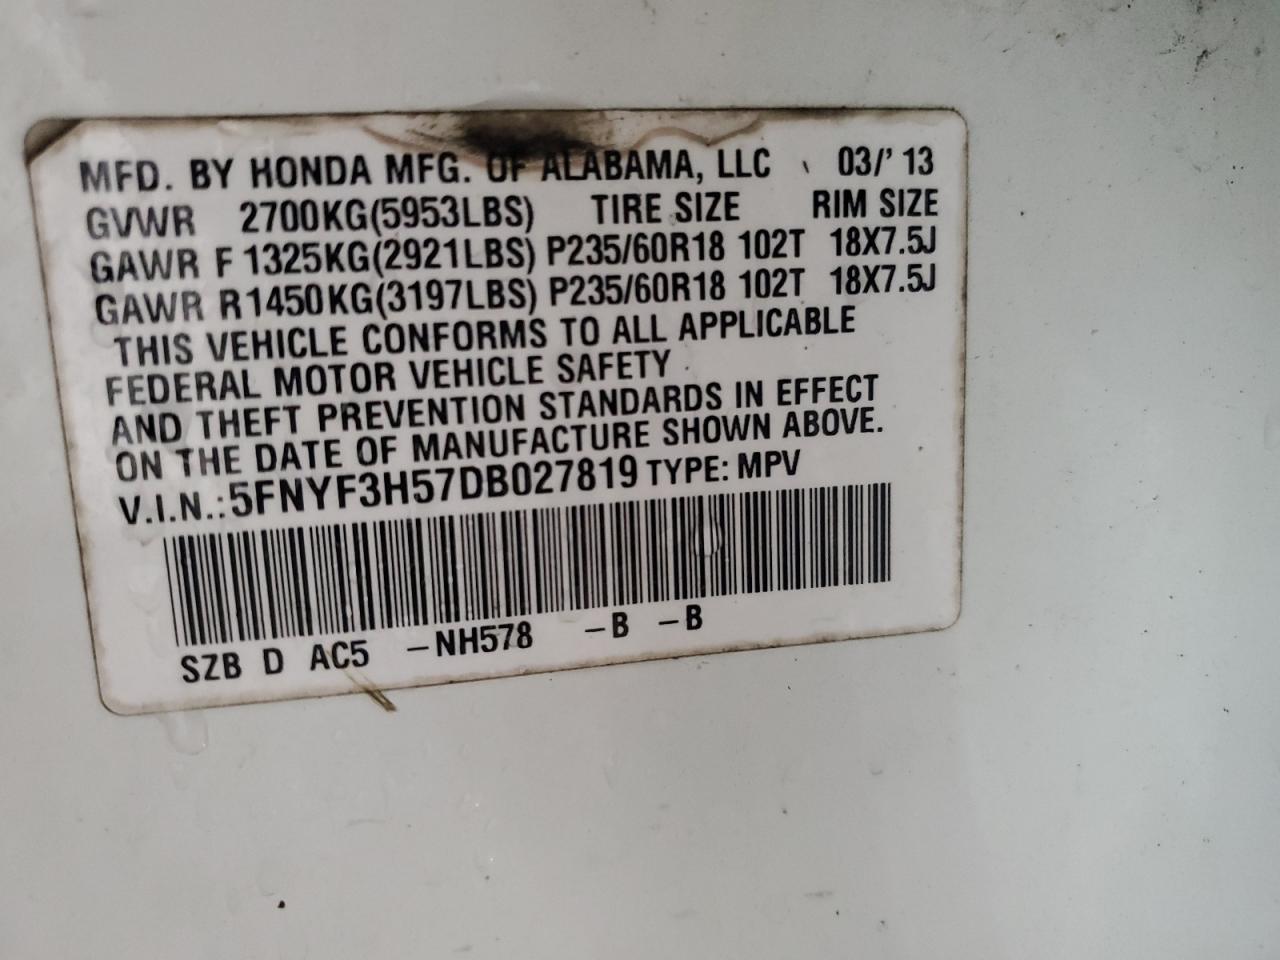 MFD. BY HONDA MFG. OF ALABAMA, LLC 03/'13
GVWR 2700KG(5953LBS) TIRE SIZE RIM SIZE
GAWR F 1325KG(2921LBS) P235/60R18 102T 18X7.5J
GAWR R1450KG(3197LBS) P235/60R18 102T 18X7.5J
THIS VEHICLE CONFORMS TO ALL APPLICABLE
FEDERAL MOTOR VEHICLE SAFETY
AND THEFT PREVENTION STANDARDS IN EFFECT
ON THE DATE OF MANUFACTURE SHOWN ABOVE.
V.I.N.:5FNYF3H57DB027819 TYPE: MPV
SZB D AC5 -NH578 -B -B